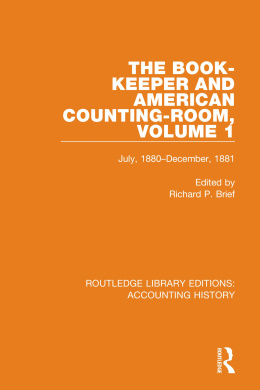 THE BOOK-
KEEPER AND
AMERICAN
COUNTING-ROOM,
VOLUME 1
July, 1880–December, 1881
Edited by
Richard P. Brief
ROUTLEDGE LIBRARY EDITIONS:
ACCOUNTING HISTORY
ROUTLEDGE